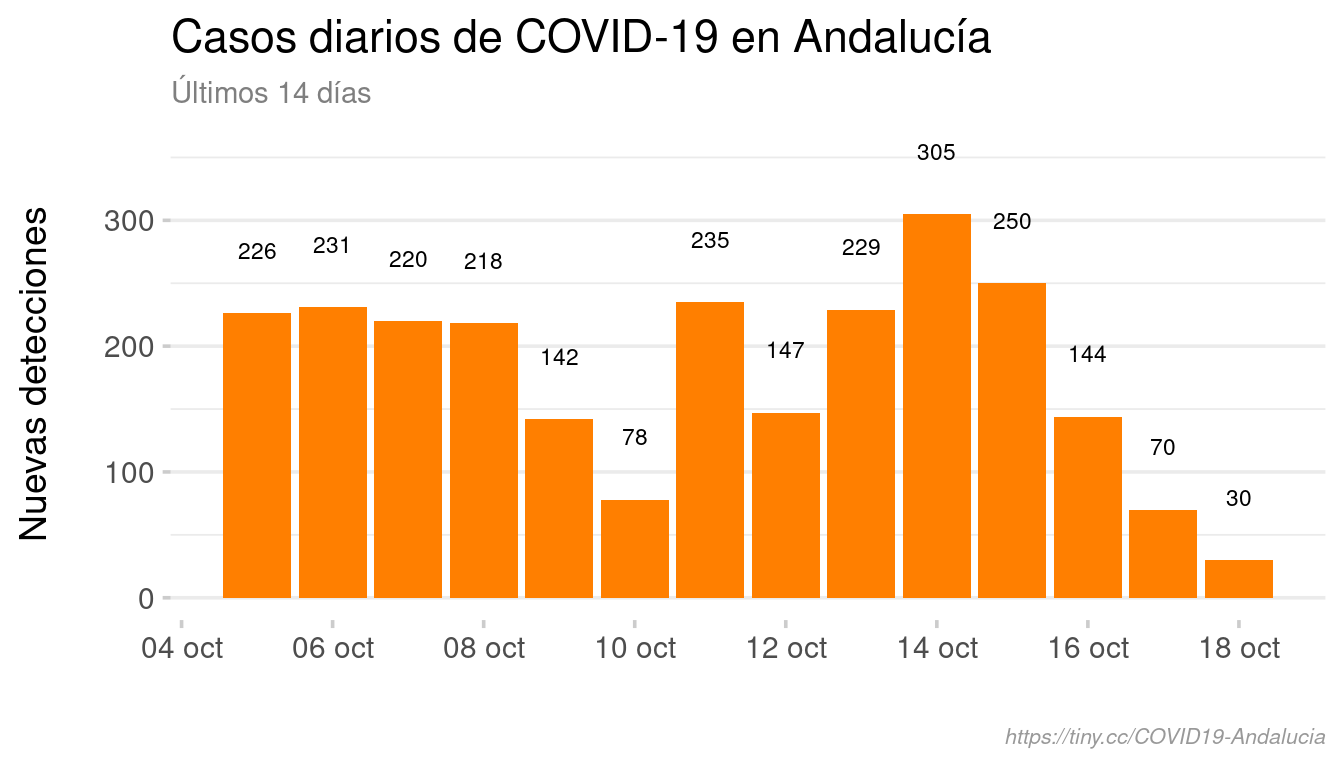 Casos diarios de COVID-19 en Andalucía
Últimos 14 días
Nuevas detecciones
300
200
100
0
226
231
220
218
142
78
235
147
229
305
250
144
70
30
04 oct
06 oct
08 oct
10 oct
12 oct
14 oct
16 oct
18 oct
https://tiny.cc/COVID19-Andalucia